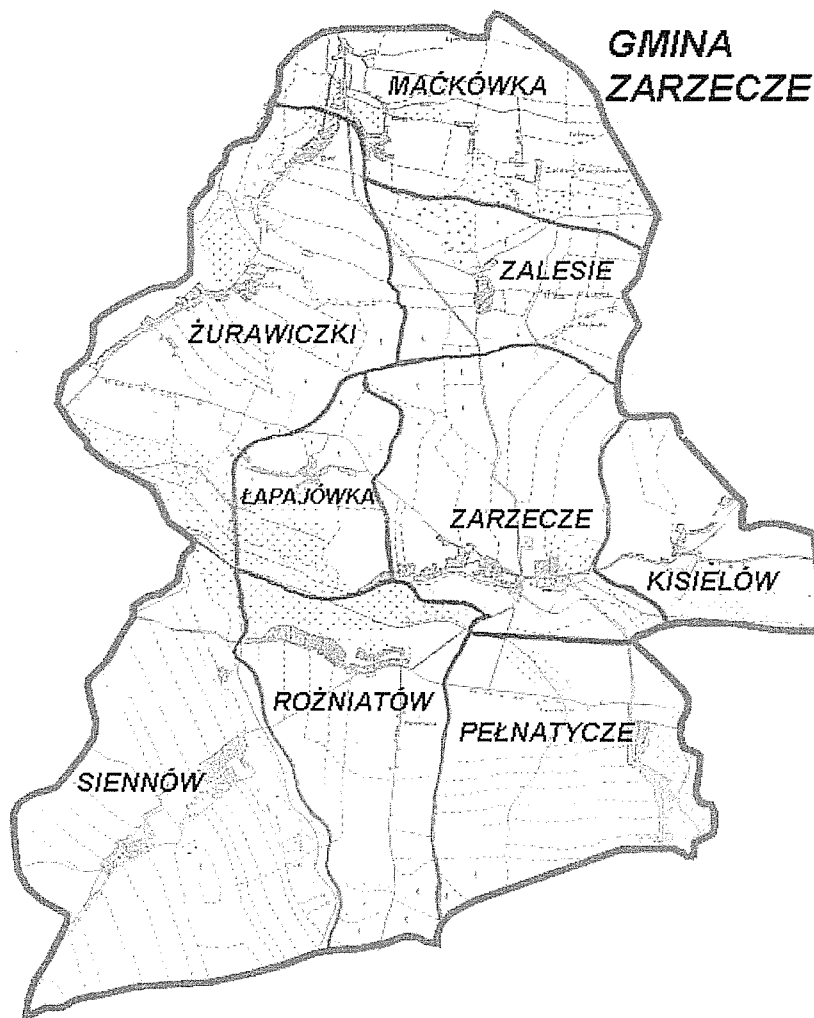 GMINA
ZARZECZE
MAĆKÓWKA
ZALESIE
ŻURAWICZKI
ŁAPAJÓWKA
ZARZECZE
KISIELÓW
ROŻNIATÓW
PEŁNATYCZE
SIENNÓW